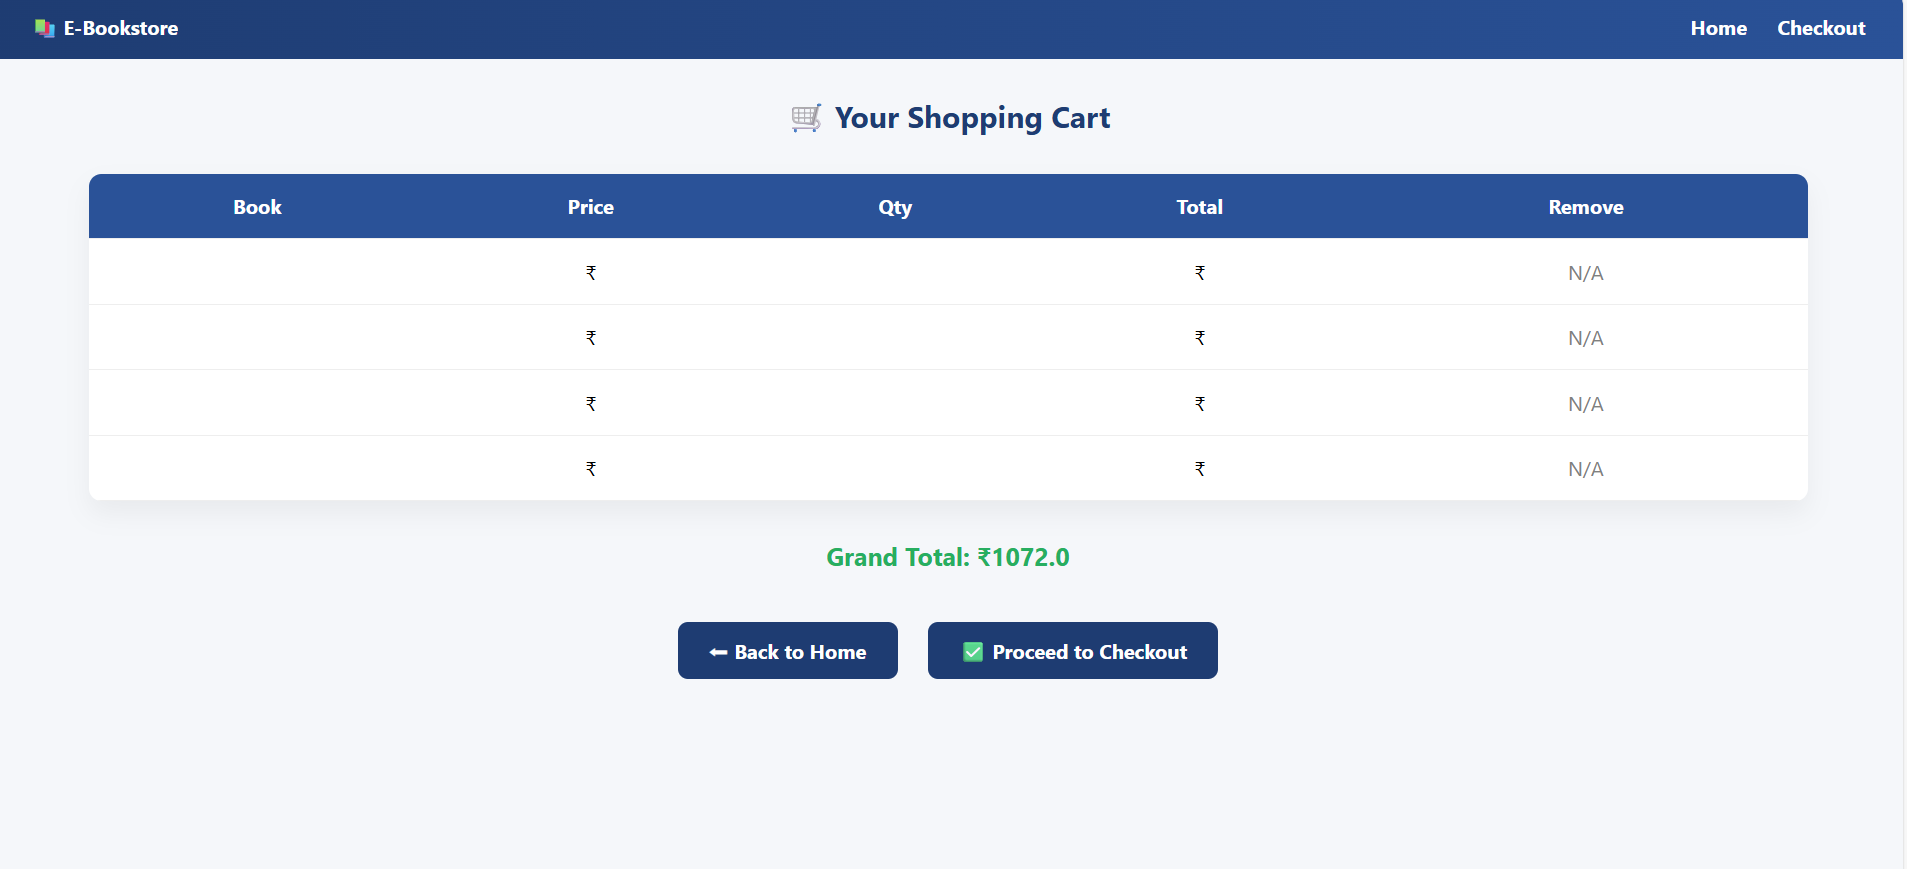 E-Bookstore
Home Checkout
Your Shopping Cart
Book Price Qty Total Remove
₹ ₹ N/A
₹ ₹ N/A
₹ ₹ N/A
₹ ₹ N/A
Grand Total: ₹1072.0
⬅ Back to Home
✅ Proceed to Checkout